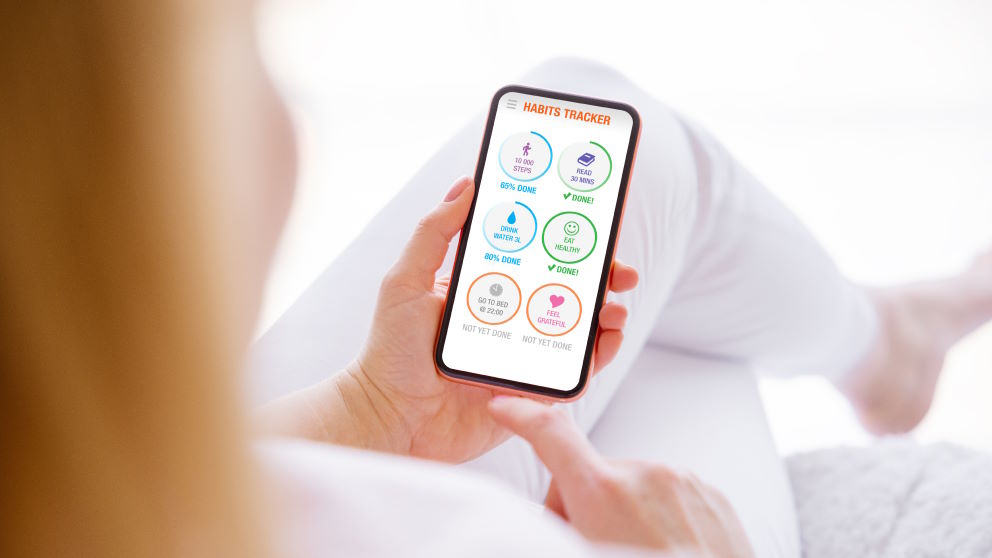 HABITS TRACKER
10 000
STEPS
65% DONE
READ
30 MINS
DONE!
DRINK
WATER 3L
80% DONE
EAT
HEALTHY
DONE!
GO TO BED
@ 22:00
NOT YET DONE
FEEL
GRATEFUL
NOT YET DONE